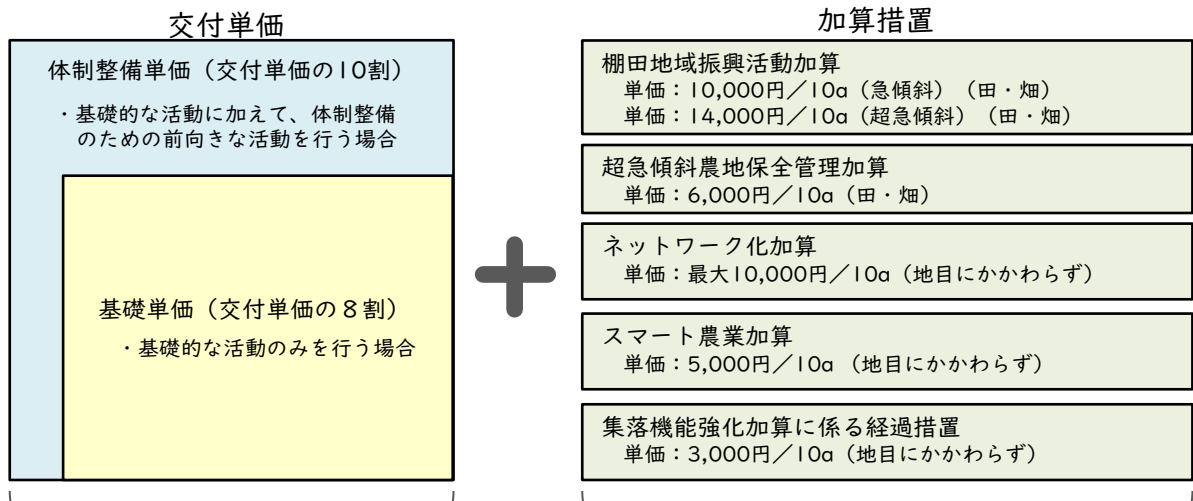 交付単価
体制整備単価（交付単価の10割）
・基礎的な活動に加えて、体制整備
のための前向きな活動を行う場合
基礎単価（交付単価の８割）
・基礎的な活動のみを行う場合
加算措置
棚田地域振興活動加算
単価：10,000円／10a（急傾斜）（田・畑）
単価：14,000円／10a（超急傾斜）（田・畑）
超急傾斜農地保全管理加算
単価：6,000円／10a（田・畑）
ネットワーク化加算
単価：最大10,000円／10a（地目にかかわらず）
スマート農業加算
単価：5,000円／10a（地目にかかわらず）
集落機能強化加算に係る経過措置
単価：3,000円／10a（地目にかかわらず）